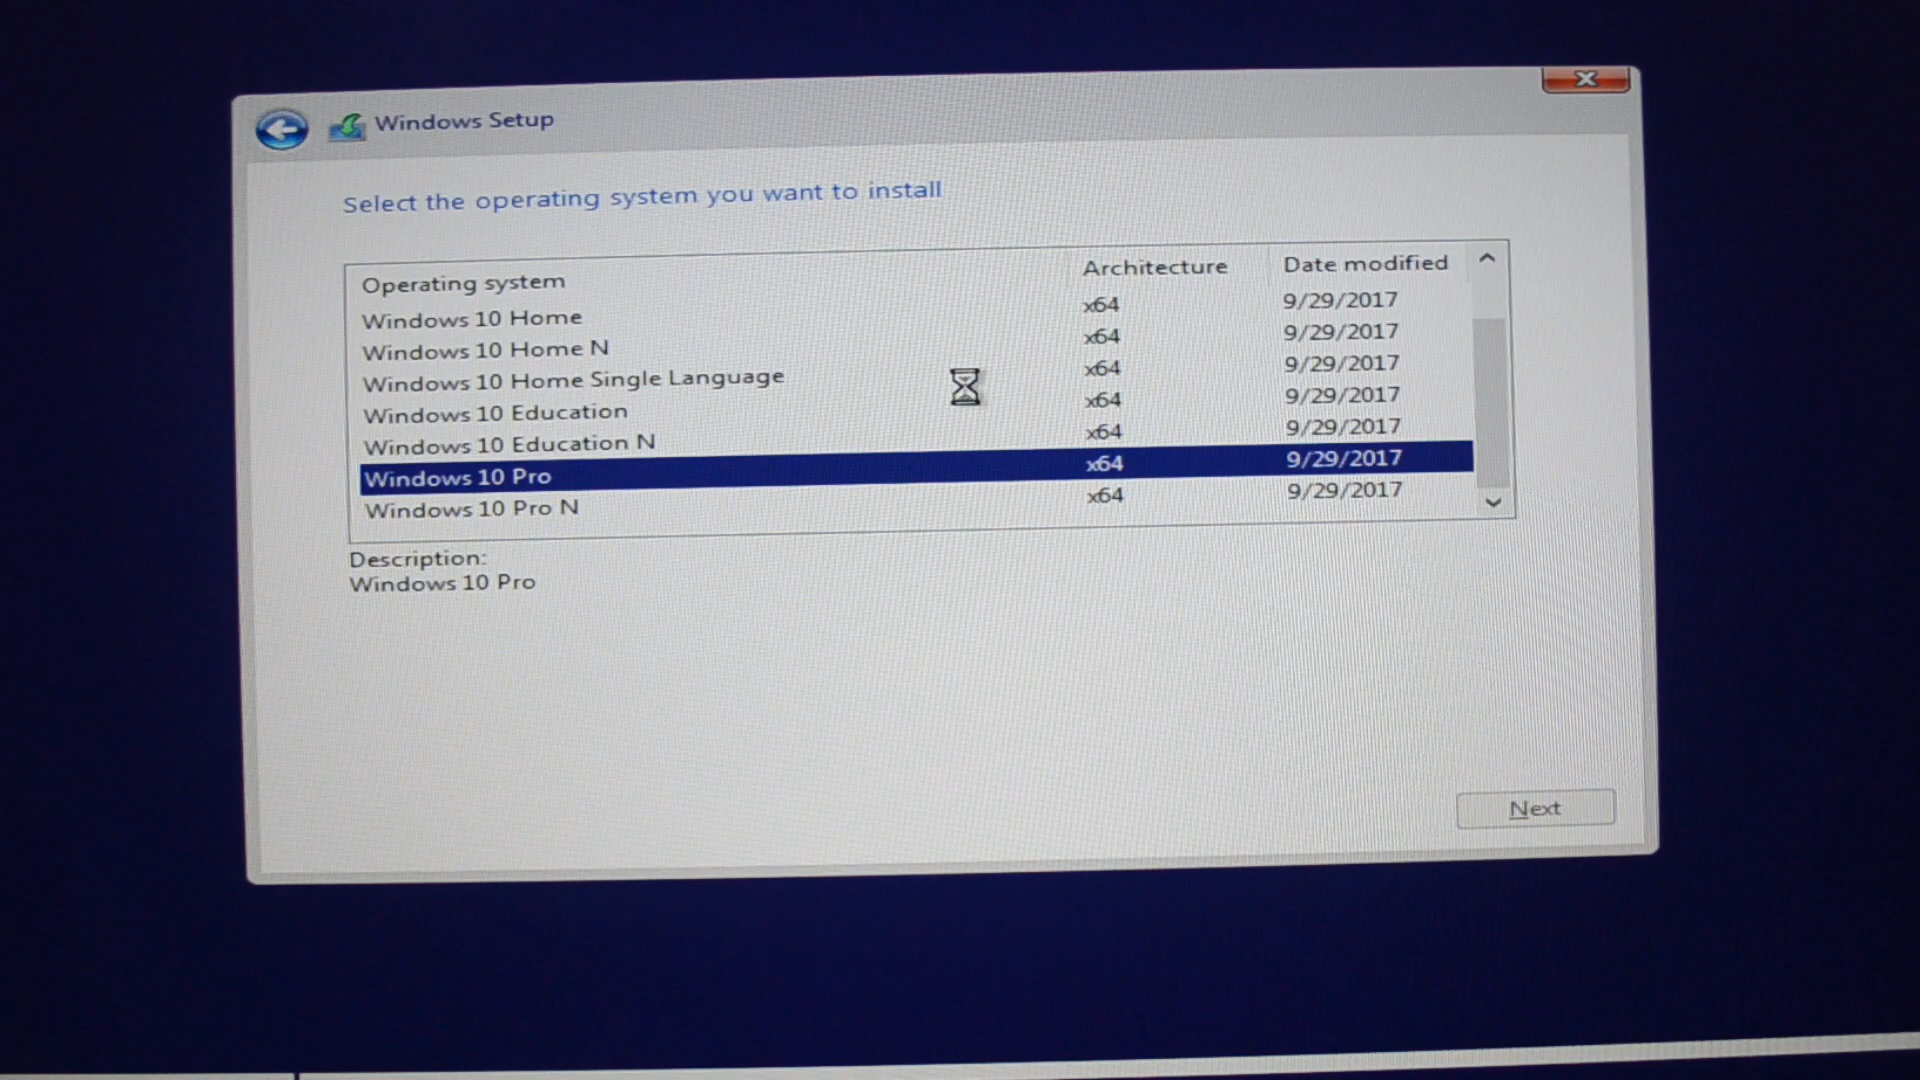 Windows Setup
Select the operating system you want to install
Operating system Architecture Date modified
Windows 10 Home x64 9/29/2017
Windows 10 Home N x64 9/29/2017
Windows 10 Home Single Language x64 9/29/2017
Windows 10 Education x64 9/29/2017
Windows 10 Education N x64 9/29/2017
Windows 10 Pro x64 9/29/2017
Windows 10 Pro N x64 9/29/2017
Description:
Windows 10 Pro
Next